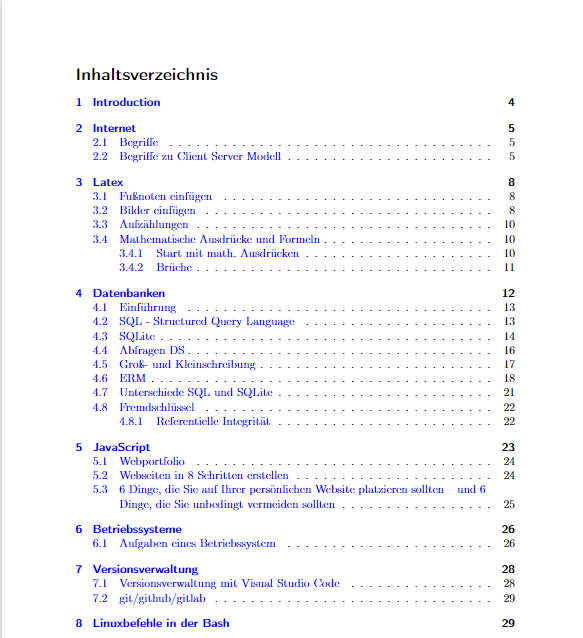 Inhaltsverzeichnis
1 Introduction 4
2 Internet 5
2.1 Begriffe . . . . . . . . . . . . . . . . . . . . . . . . . . . . . . . . . . . . 5
2.2 Begriffe zu Client Server Modell . . . . . . . . . . . . . . . . . . . . . . . 5
3 Latex 8
3.1 Fußnoten einfügen . . . . . . . . . . . . . . . . . . . . . . . . . . . . . . 8
3.2 Bilder einfügen . . . . . . . . . . . . . . . . . . . . . . . . . . . . . . . . 8
3.3 Aufzählungen . . . . . . . . . . . . . . . . . . . . . . . . . . . . . . . . . 10
3.4 Mathematische Ausdrücke und Formeln . . . . . . . . . . . . . . . . . . . 10
3.4.1 Start mit math. Ausdrücken . . . . . . . . . . . . . . . . . . . . . 10
3.4.2 Brüche . . . . . . . . . . . . . . . . . . . . . . . . . . . . . . . . . 11
4 Datenbanken 12
4.1 Einführung . . . . . . . . . . . . . . . . . . . . . . . . . . . . . . . . . . 13
4.2 SQL - Structured Query Language . . . . . . . . . . . . . . . . . . . . . 13
4.3 SQLite . . . . . . . . . . . . . . . . . . . . . . . . . . . . . . . . . . . . . 14
4.4 Abfragen DS . . . . . . . . . . . . . . . . . . . . . . . . . . . . . . . . . . 16
4.5 Groß- und Kleinschreibung . . . . . . . . . . . . . . . . . . . . . . . . . . 17
4.6 ERM . . . . . . . . . . . . . . . . . . . . . . . . . . . . . . . . . . . . . . 18
4.7 Unterschiede SQL und SQLite . . . . . . . . . . . . . . . . . . . . . . . . 21
4.8 Fremdschlüssel . . . . . . . . . . . . . . . . . . . . . . . . . . . . . . . . 22
4.8.1 Referentielle Integrität . . . . . . . . . . . . . . . . . . . . . . . . 22
5 JavaScript 23
5.1 Webportfolio . . . . . . . . . . . . . . . . . . . . . . . . . . . . . . . . . 24
5.2 Webseiten in 8 Schritten erstellen . . . . . . . . . . . . . . . . . . . . . . 24
5.3 6 Dinge, die Sie auf Ihrer persönlichen Website platzieren sollten und 6
Dinge, die Sie unbedingt vermeiden sollten . . . . . . . . . . . . . . . . . 25
6 Betriebssysteme 26
6.1 Aufgaben eines Betriebssystem . . . . . . . . . . . . . . . . . . . . . . . 26
7 Versionsverwaltung 28
7.1 Versionsverwaltung mit Visual Studio Code . . . . . . . . . . . . . . . . 28
7.2 git/github/gitlab . . . . . . . . . . . . . . . . . . . . . . . . . . . . . . . 29
8 Linuxbefehle in der Bash 29